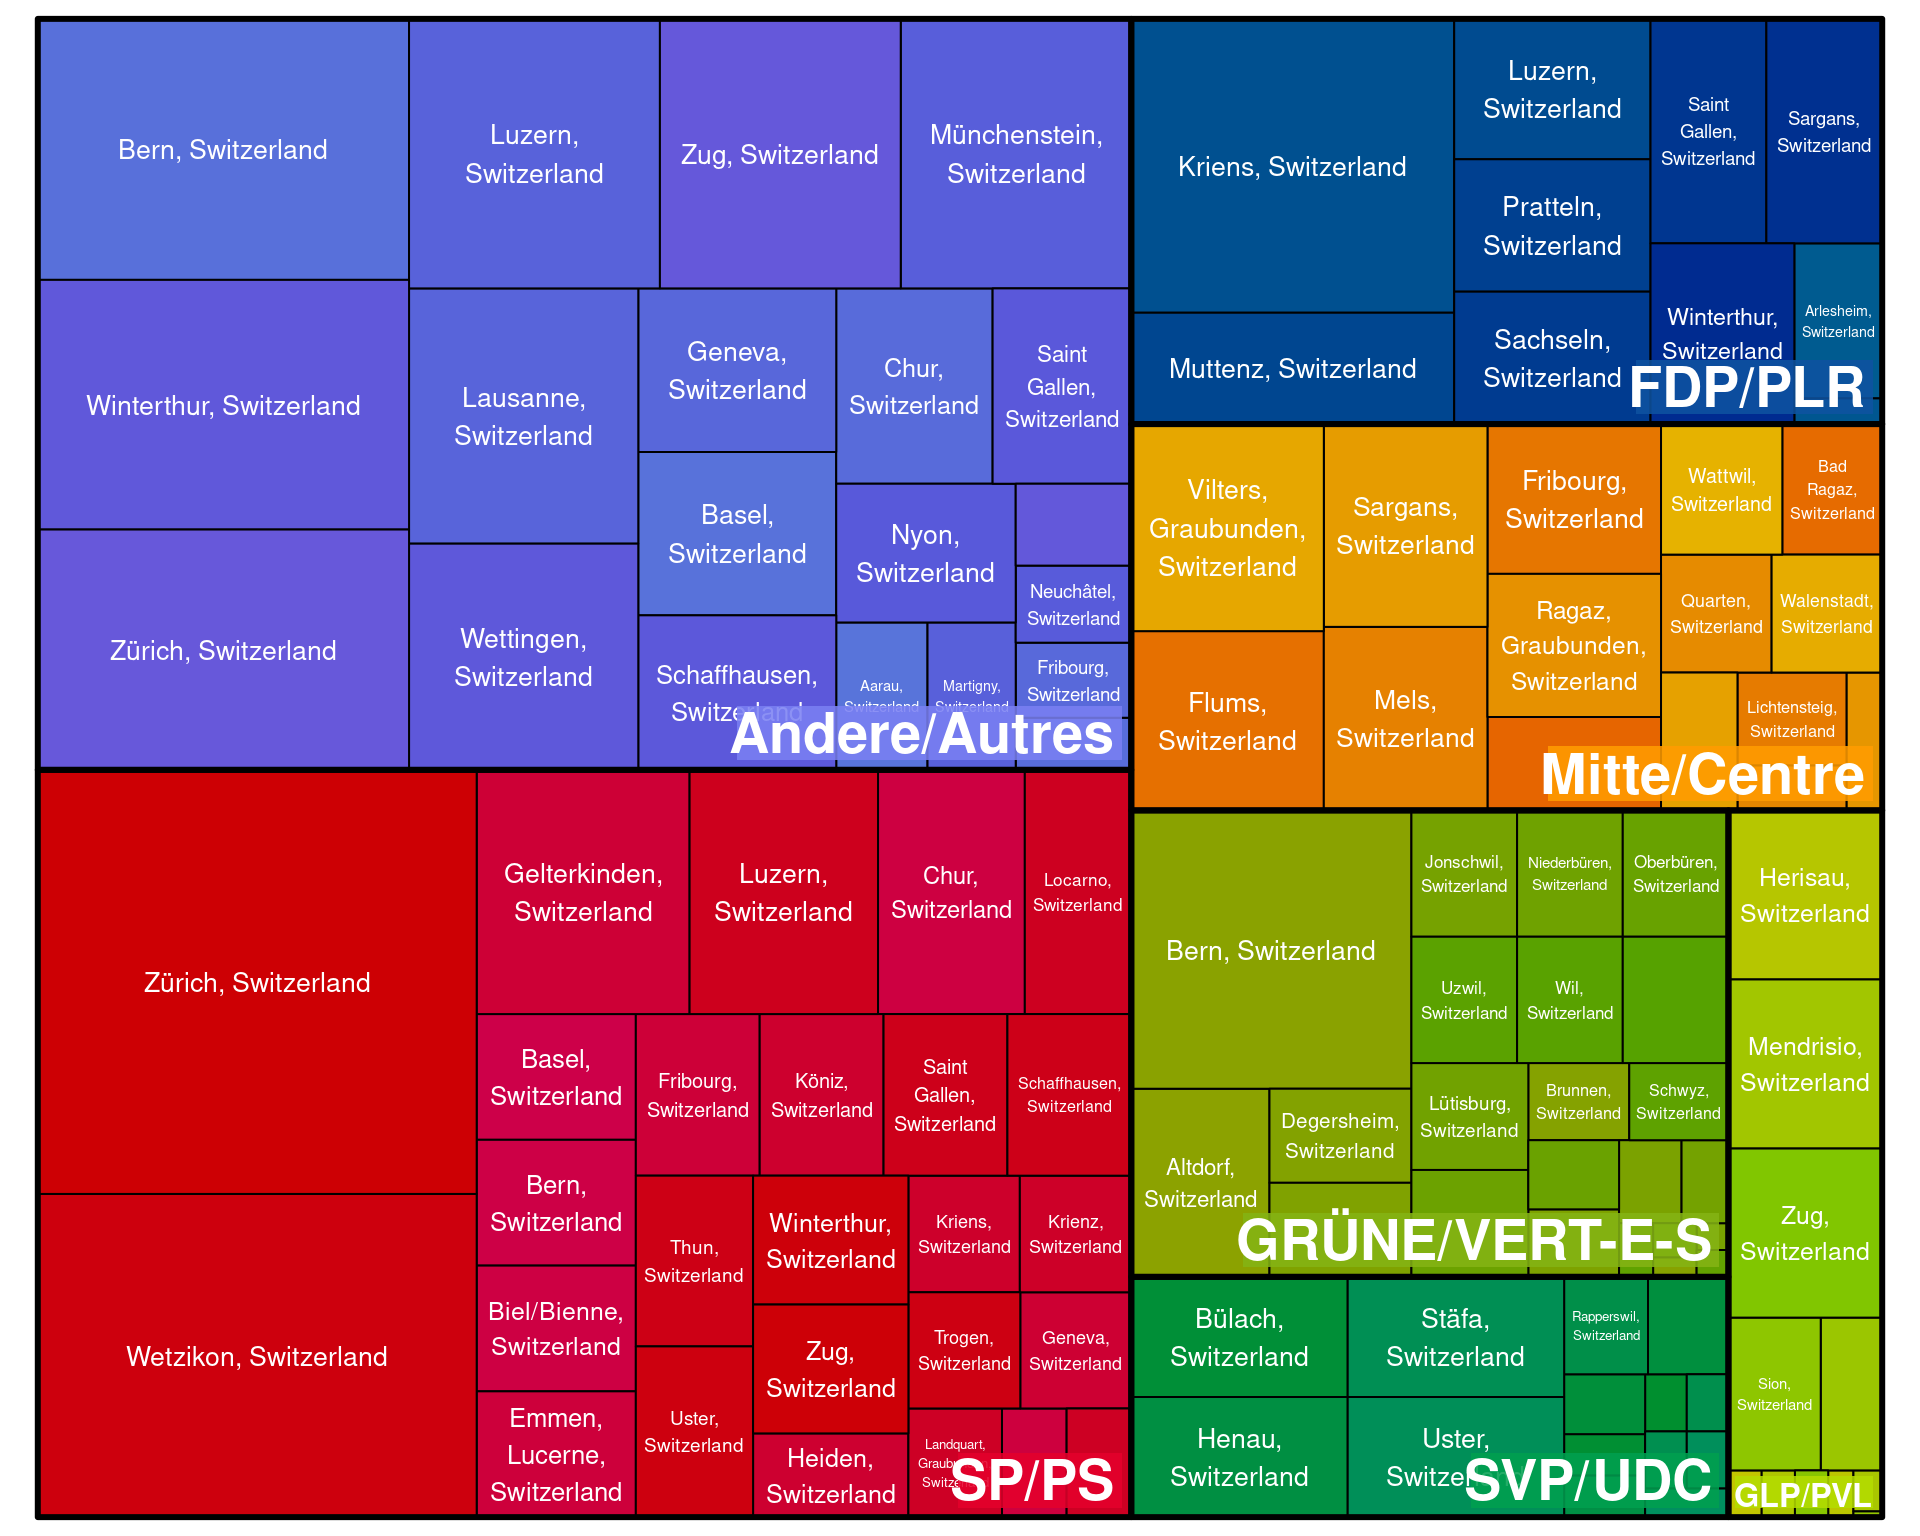 Bern, Switzerland
Winterthur, Switzerland
Zürich, Switzerland
Luzern,
Switzerland
Zug, Switzerland
Münchenstein,
Switzerland
Lausanne,
Switzerland
Wettingen,
Switzerland
Geneva,
Switzerland
Basel,
Switzerland
Schaffhausen,
Switzerland
Chur,
Switzerland
Saint
Gallen,
Switzerland
Nyon,
Switzerland
Neuchâtel,
Switzerland
Fribourg,
Switzerland
Aarau,
Switzerland
Martigny,
Switzerland
Andere/Autres
Kriens, Switzerland
Muttenz, Switzerland
Luzern,
Switzerland
Pratteln,
Switzerland
Sachseln,
Switzerland
Saint
Gallen,
Switzerland
Sargans,
Switzerland
Winterthur,
Switzerland
Arlesheim,
Switzerland
FDP/PLR
Vilters,
Graubunden,
Switzerland
Flums,
Switzerland
Sargans,
Switzerland
Mels,
Switzerland
Fribourg,
Switzerland
Ragaz,
Graubunden,
Switzerland
Wattwil,
Switzerland
Bad
Ragaz,
Switzerland
Quarten,
Switzerland
Walenstadt,
Switzerland
Lichtensteig,
Switzerland
Mitte/Centre
Zürich, Switzerland
Wetzikon, Switzerland
Gelterkinden,
Switzerland
Luzern,
Switzerland
Chur,
Switzerland
Locarno,
Switzerland
Basel,
Switzerland
Bern,
Switzerland
Biel/Bienne,
Switzerland
Emmen,
Lucerne,
Switzerland
Fribourg,
Switzerland
Köniz,
Switzerland
Saint
Gallen,
Switzerland
Schaffhausen,
Switzerland
Thun,
Switzerland
Uster,
Switzerland
Winterthur,
Switzerland
Zug,
Switzerland
Heiden,
Switzerland
Kriens,
Switzerland
Krienz,
Switzerland
Trogen,
Switzerland
Geneva,
Switzerland
Landquart,
SP/PS
Bern, Switzerland
Altdorf,
Switzerland
Degersheim,
Switzerland
Jonschwil,
Switzerland
Niederbüren,
Switzerland
Oberbüren,
Switzerland
Uzwil,
Switzerland
Wil,
Switzerland
Lütisburg,
Switzerland
Brunnen,
Switzerland
Schwyz,
Switzerland
GRÜNE/VERT-E-S
Bülach,
Switzerland
Henau,
Switzerland
Stäfa,
Switzerland
Uster,
Switzerland
Rapperswil,
Switzerland
SVP/UDC
Herisau,
Switzerland
Mendrisio,
Switzerland
Zug,
Switzerland
Sion,
Switzerland
GLP/PVL